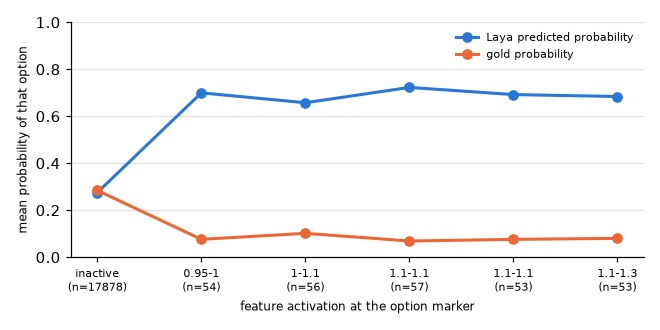 1.0
0.8
0.6
0.4
0.2
0.0
mean probability of that option
Laya predicted probability
gold probability
inactive
(n=17878)
0.95-1
(n=54)
1-1.1
(n=56)
1.1-1.1
(n=57)
1.1-1.1
(n=53)
1.1-1.3
(n=53)
feature activation at the option marker